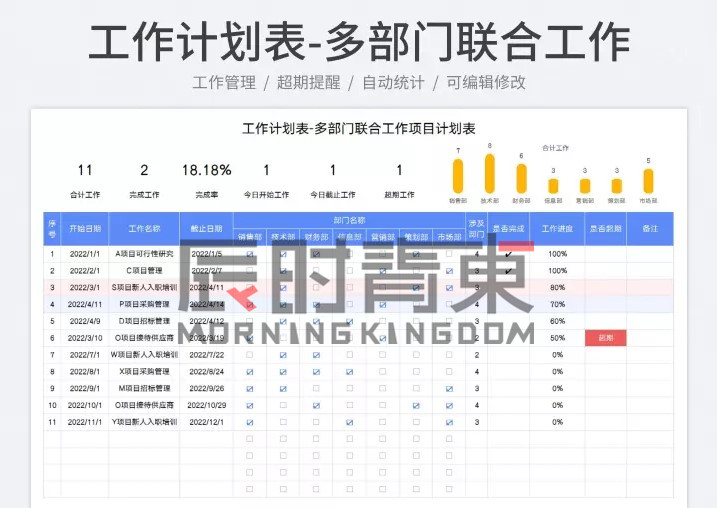 工作计划表-多部门联合工作
工作管理 / 超期提醒 / 自动统计 / 可编辑修改
工作计划表-多部门联合工作项目计划表
11 2 18.18% 1 1 1
合计工作 完成工作 完成率 今日开始工作 今日截止工作 超期工作
合计工作
7 8 6 3 3 3 5
销售部 技术部 财务部 信息部 营销部 策划部 市场部
序号 开始日期 工作名称 截止日期 部门名称 涉及部门 是否完成 工作进度 是否超期 备注
销售部 技术部 财务部 信息部 营销部 策划部 市场部
1 2022/1/1 A项目可行性研究 2022/1/5 4 ✓ 100%
2 2022/2/1 C项目管理 2022/2/7 3 ✓ 100%
3 2022/3/1 S项目新人入职培训 2022/4/11 3 80%
4 2022/4/11 P项目采购管理 2022/4/14 4 70%
5 2022/4/9 D项目招标管理 2022/4/12 3 60%
6 2022/3/10 O项目接待供应商 2022/3/19 2 50% 超期
7 2022/7/1 W项目新人入职培训 2022/7/22 2 0%
8 2022/8/1 X项目采购管理 2022/8/24 4 0%
9 2022/9/1 M项目招标管理 2022/9/26 3 0%
10 2022/10/1 O项目接待供应商 2022/10/29 4 0%
11 2022/11/1 Y项目新人入职培训 2022/12/1 3 0%
MORNING KINGDOM